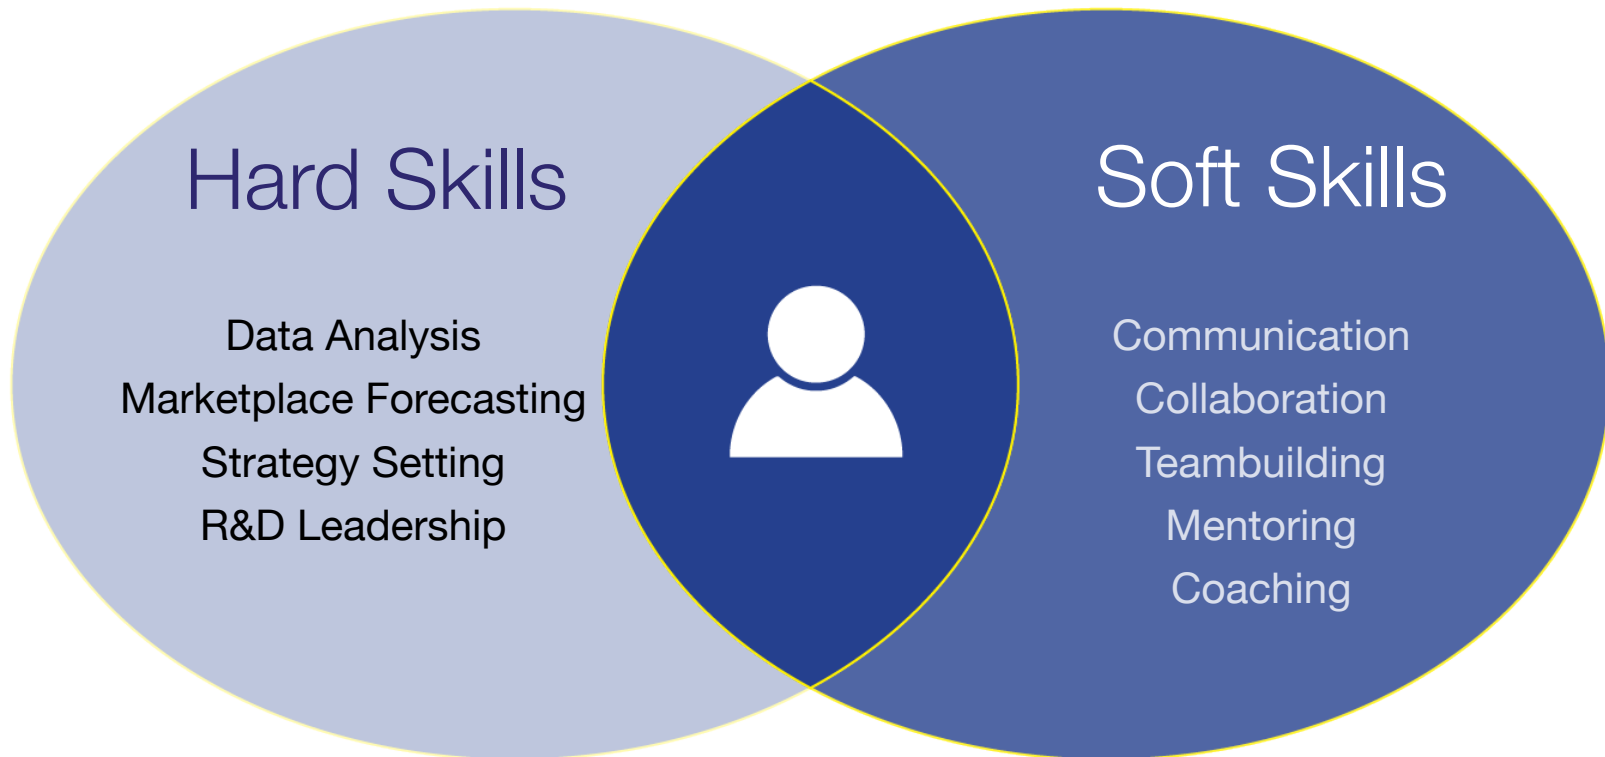 Hard Skills
Data Analysis
Marketplace Forecasting
Strategy Setting
R&D Leadership
Soft Skills
Communication
Collaboration
Teambuilding
Mentoring
Coaching